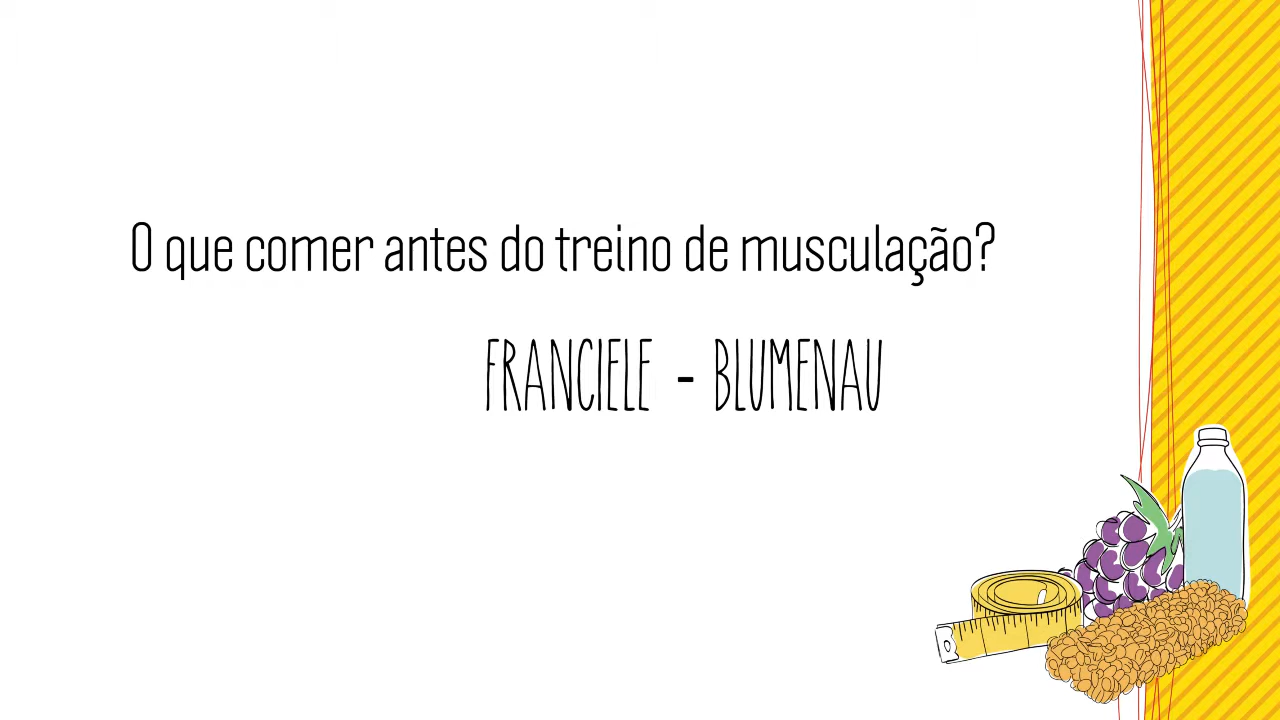 O que comer antes do treino de musculação?
FRANCIELE - BLUMENAU